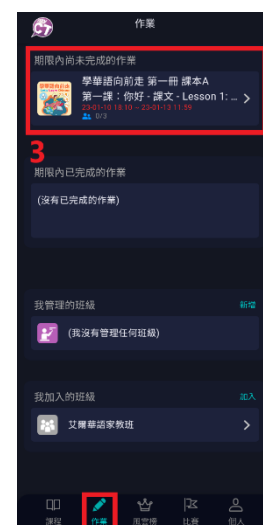 作業
期限內尚未完成的作業
學華語向前走 第一冊 課本A
第一課：你好 - 課文 - Lesson 1: ...
23-01-10 18:10 ~ 23-01-13 11:59
0/3
3
期限內已完成的作業
(沒有已完成的作業)
我管理的班級 新增
(我沒有管理任何班級)
我加入的班級 加入
艾爾華語家教班
課程 作業 風雲榜 比賽 個人